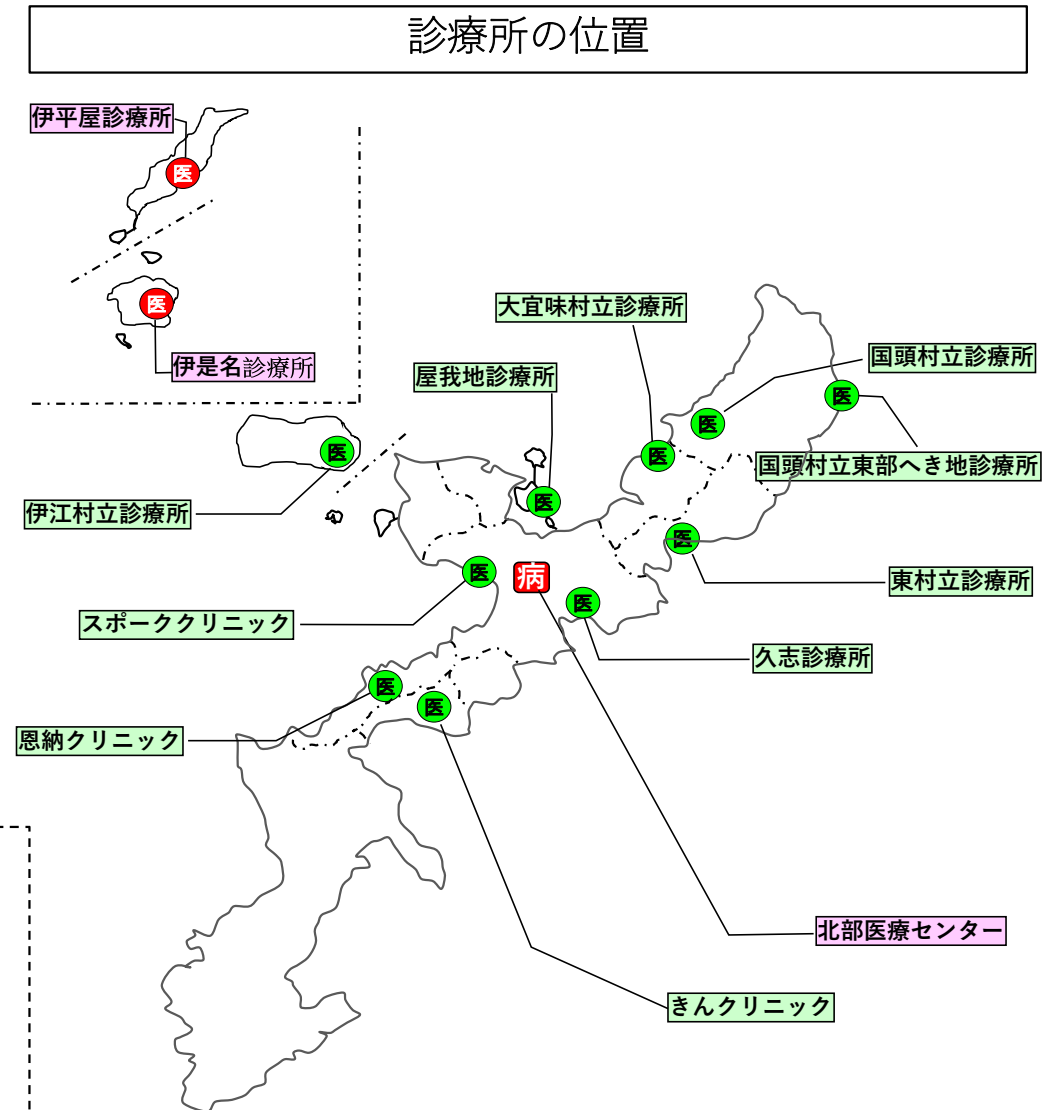 診療所の位置
伊平屋診療所
医
医
伊是名診療所
大宜味村立診療所
国頭村立診療所
屋我地診療所
医
医
医
医
国頭村立東部へき地診療所
伊江村立診療所
医
医
東村立診療所
医
病
医
スポーククリニック
久志診療所
医
医
恩納クリニック
北部医療センター
きんクリニック